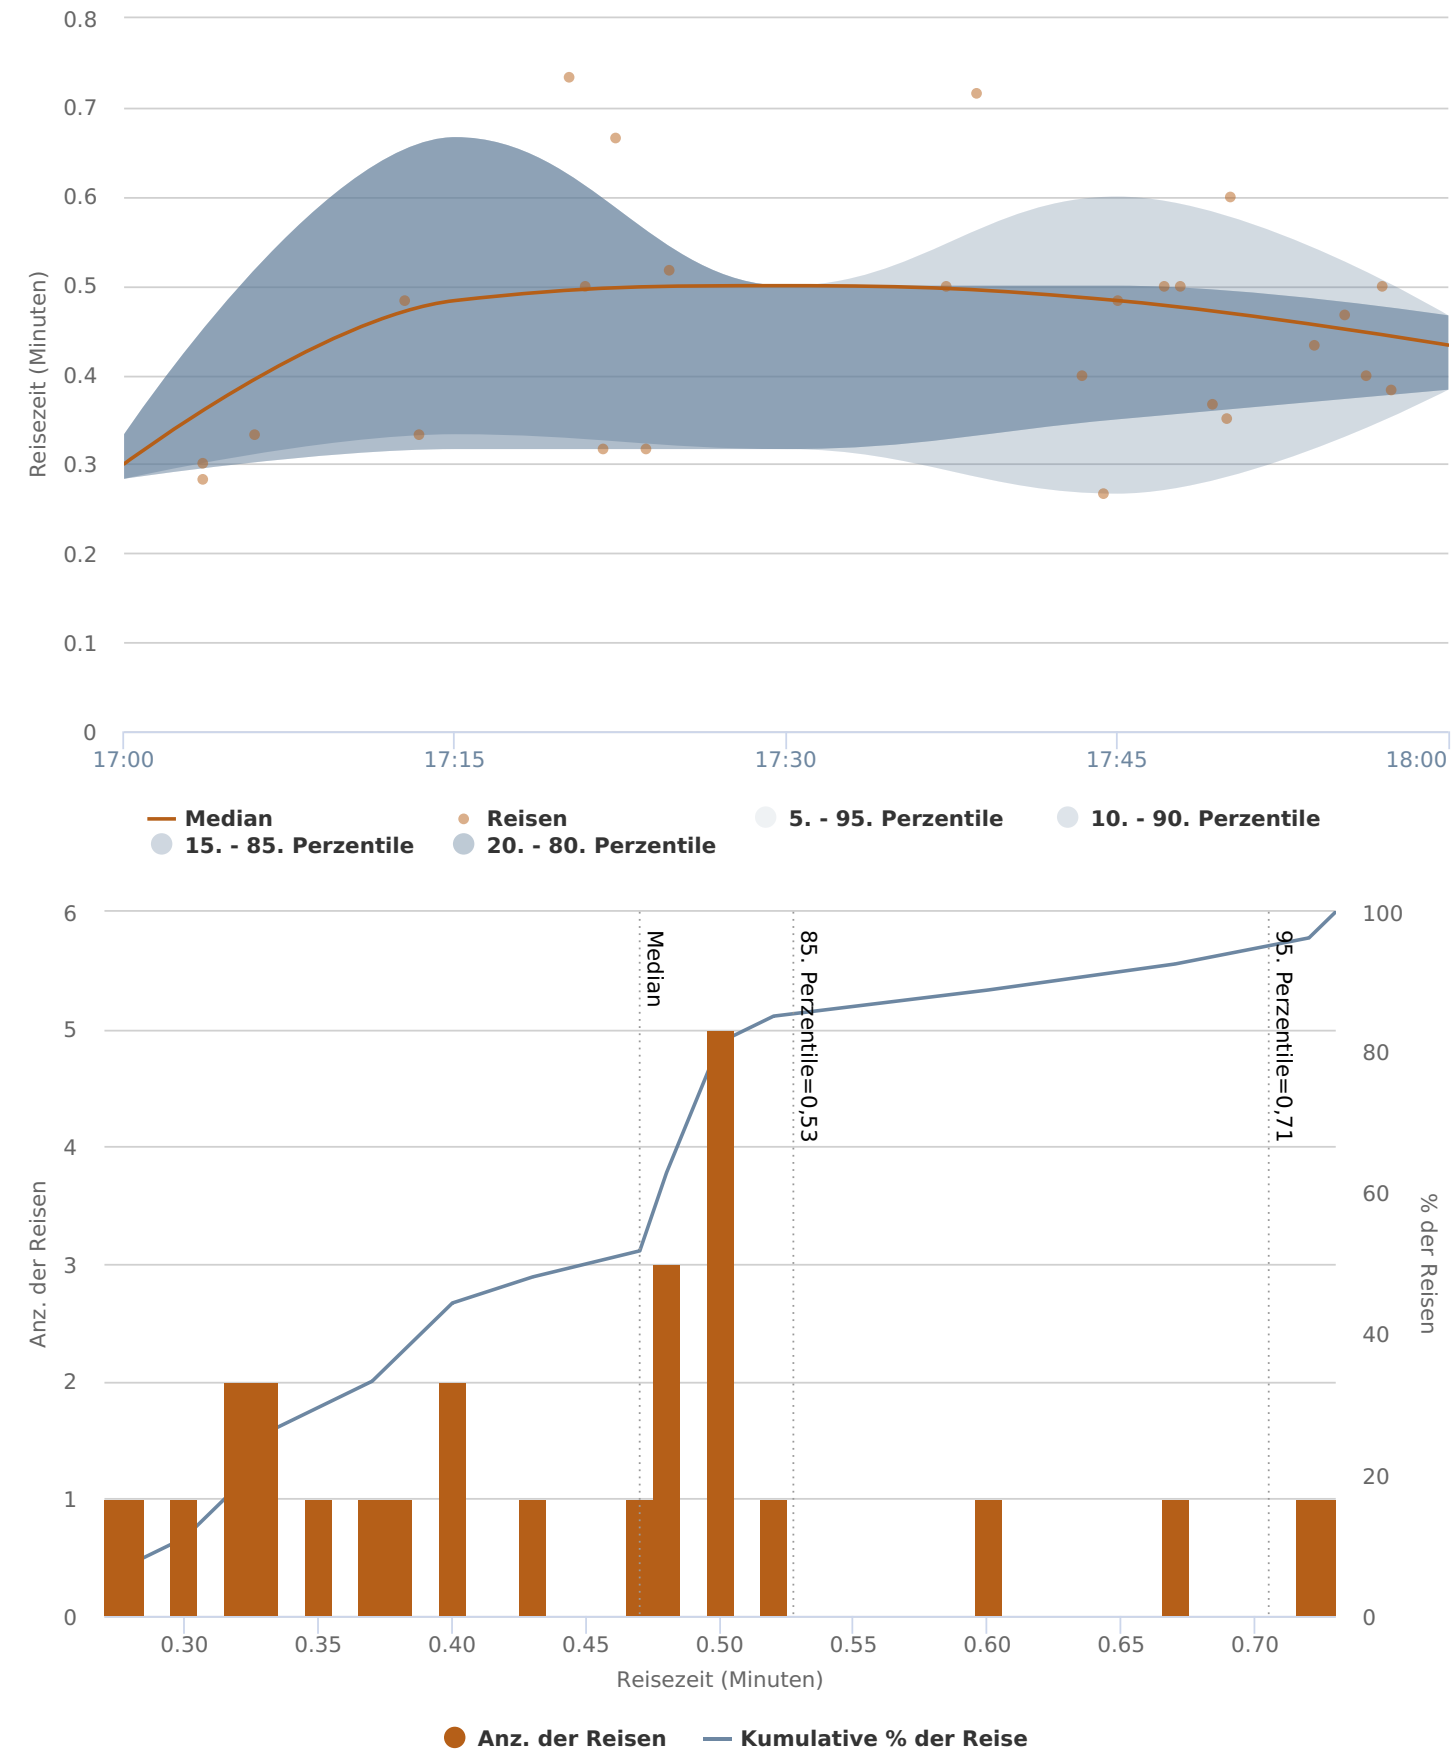 0.8
0.7
0.6
0.5
0.4
0.3
0.2
0.1
0
Reisezeit (Minuten)
17:00 17:15 17:30 17:45 18:00
Median Reisen 5. - 95. Perzentile 10. - 90. Perzentile
15. - 85. Perzentile 20. - 80. Perzentile
6
5
4
3
2
1
0
Anz. der Reisen
Median
85. Perzentile=0,53
95. Perzentile=0,71
100
80
60
40
20
0
% der Reisen
0.30 0.35 0.40 0.45 0.50 0.55 0.60 0.65 0.70
Reisezeit (Minuten)
Anz. der Reisen Kumulative % der Reise